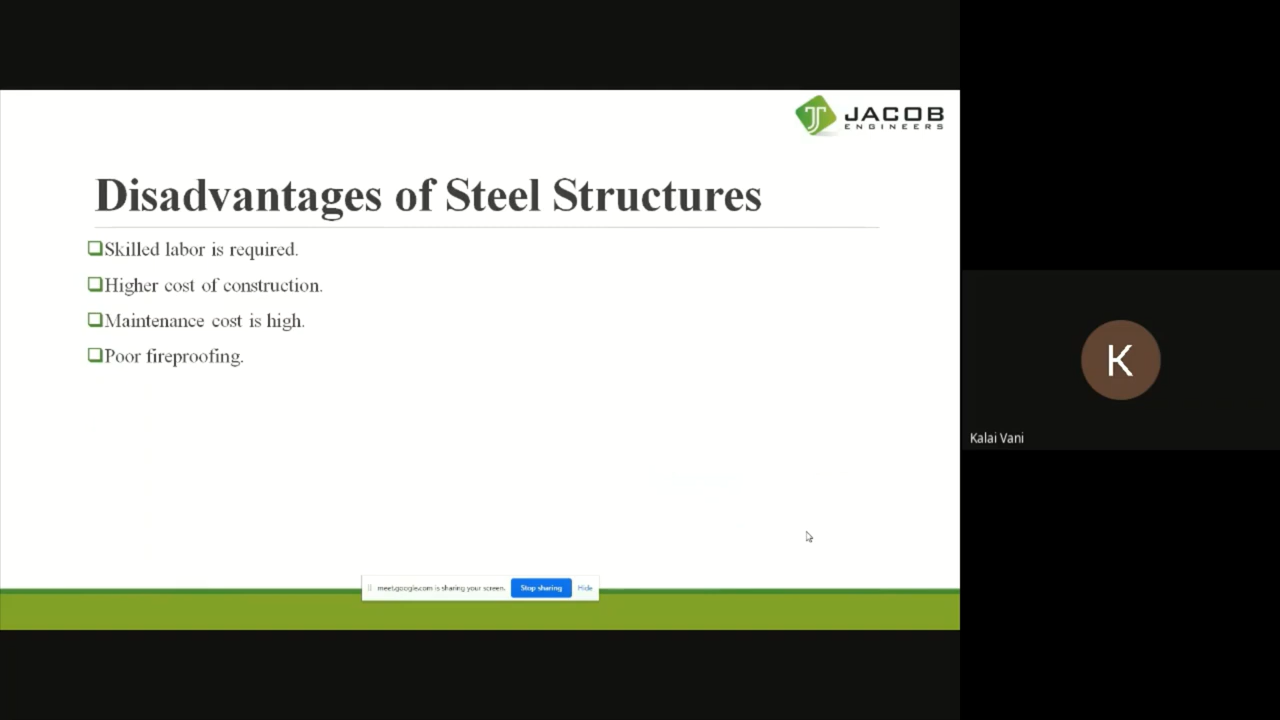 JACOB
ENGINEERS
Disadvantages of Steel Structures
Skilled labor is required.
Higher cost of construction.
Maintenance cost is high.
Poor fireproofing.
K
Kalai Vani
meet.google.com is sharing your screen. Stop sharing Hide